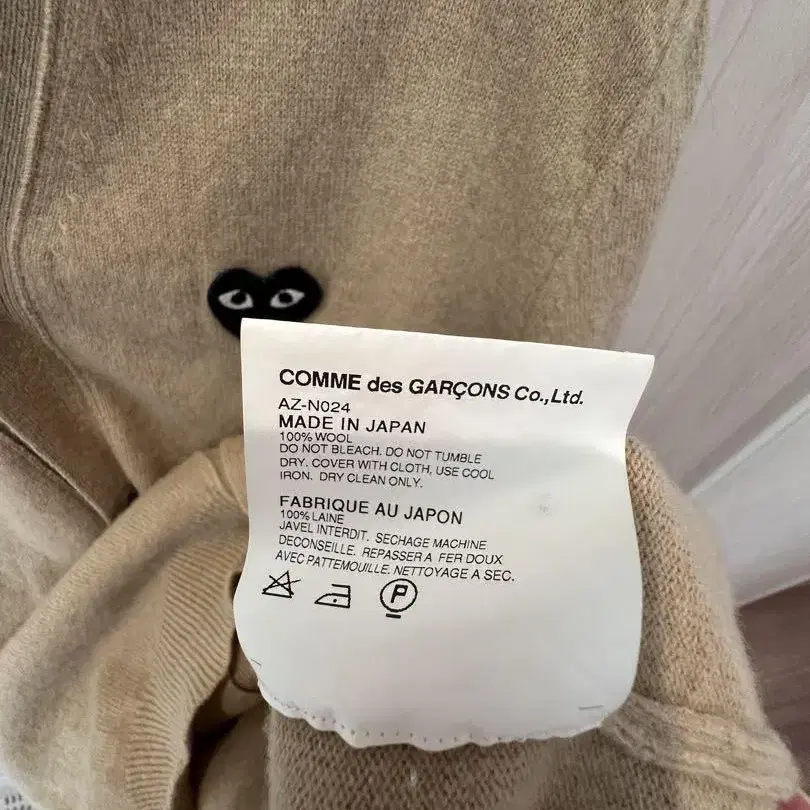 COMME des GARÇONS Co.,Ltd.
AZ-N024
MADE IN JAPAN
100% WOOL
DO NOT BLEACH. DO NOT TUMBLE
DRY. COVER WITH CLOTH, USE COOL
IRON. DRY CLEAN ONLY.
FABRIQUE AU JAPON
100% LAINE
JAVEL INTERDIT. SECHAGE MACHINE
DECONSEILLE. REPASSER A FER DOUX
AVEC PATTEMOUILLE. NETTOYAGE A SEC.
P